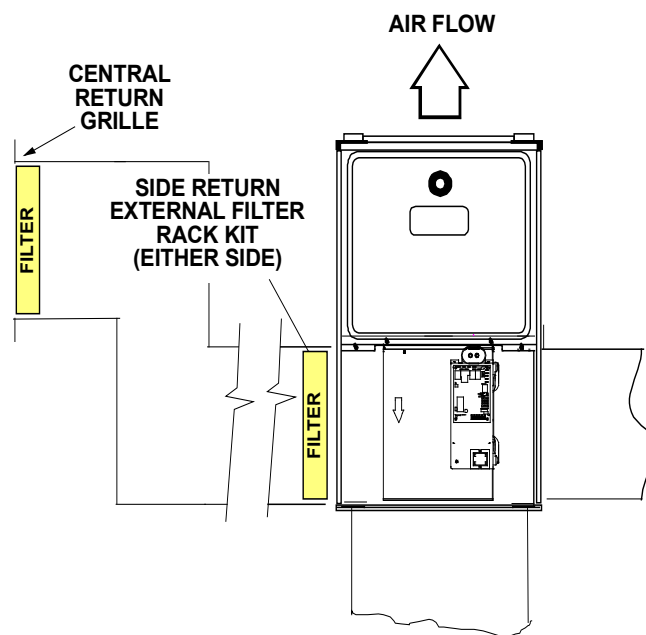 AIR FLOW
CENTRAL
RETURN
GRILLE
SIDE RETURN
EXTERNAL FILTER
RACK KIT
(EITHER SIDE)
FILTER
FILTER